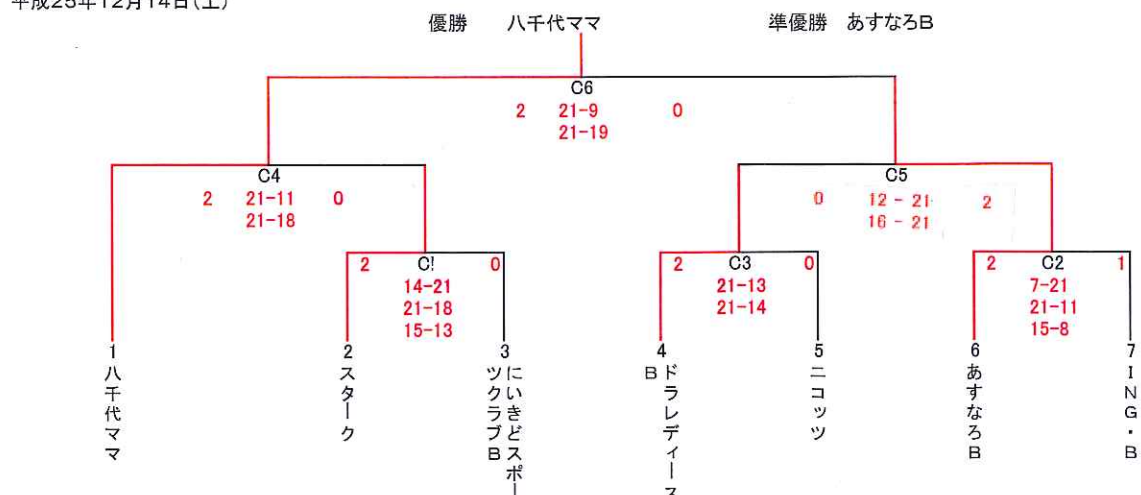 平成25年12月14日(土)
優勝 八千代ママ 準優勝 あすなろB
C6
2 21-9 0
21-19
C4
2 21-11 0
21-18
C5
0 12 - 21 2
16 - 21
2 C! 0
14-21
21-18
15-13
2 C3 0
21-13
21-14
2 C2 1
7-21
21-11
15-8
1
八千代ママ
2
スターク
3
にいきどスポー
ツクラブB
4
ドラレディース
B
5
ニコッツ
6
あすなろB
7
ING・B